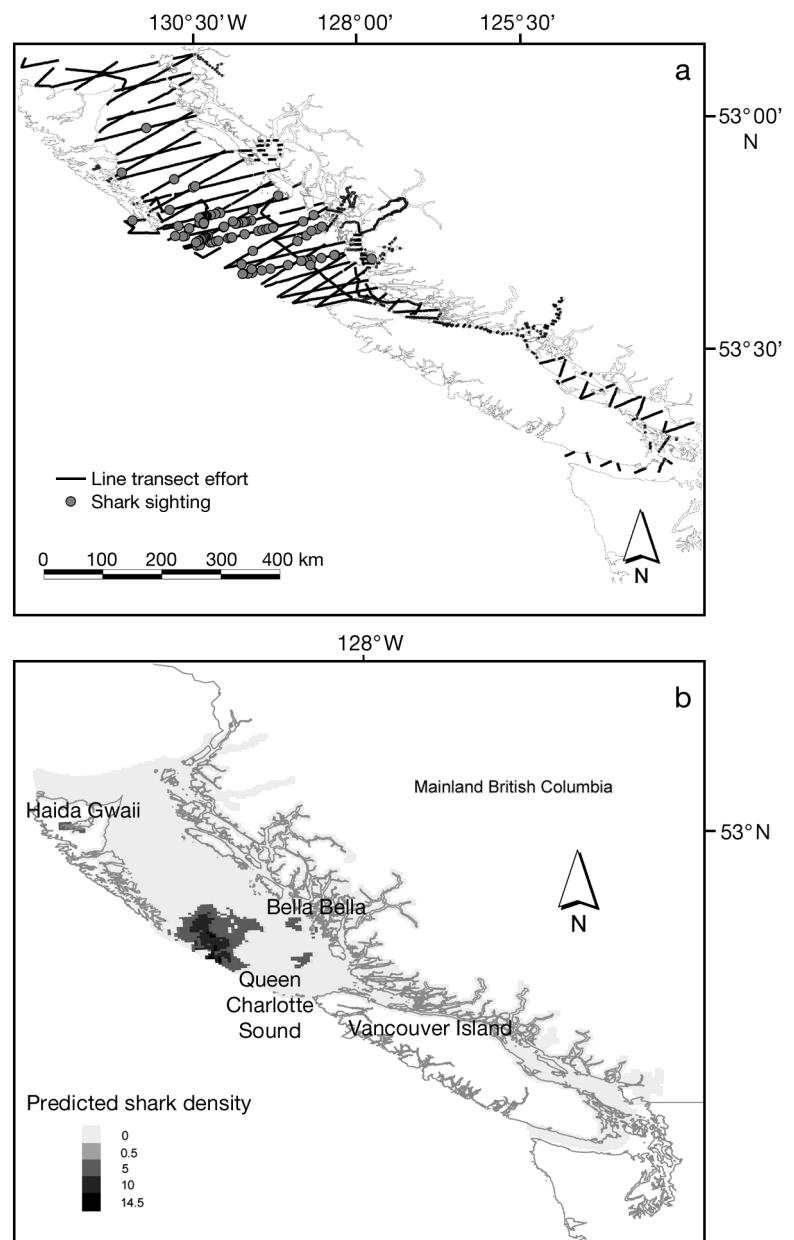 130°30' W 128°00' 125°30'
a
53°00'
N
53°30'
Line transect effort
Shark sighting
0 100 200 300 400 km
N
128°W
b
Mainland British Columbia
Haida Gwaii
53°N
N
Bella Bella
Queen
Charlotte
Sound
Vancouver Island
Predicted shark density
0
0.5
5
10
14.5